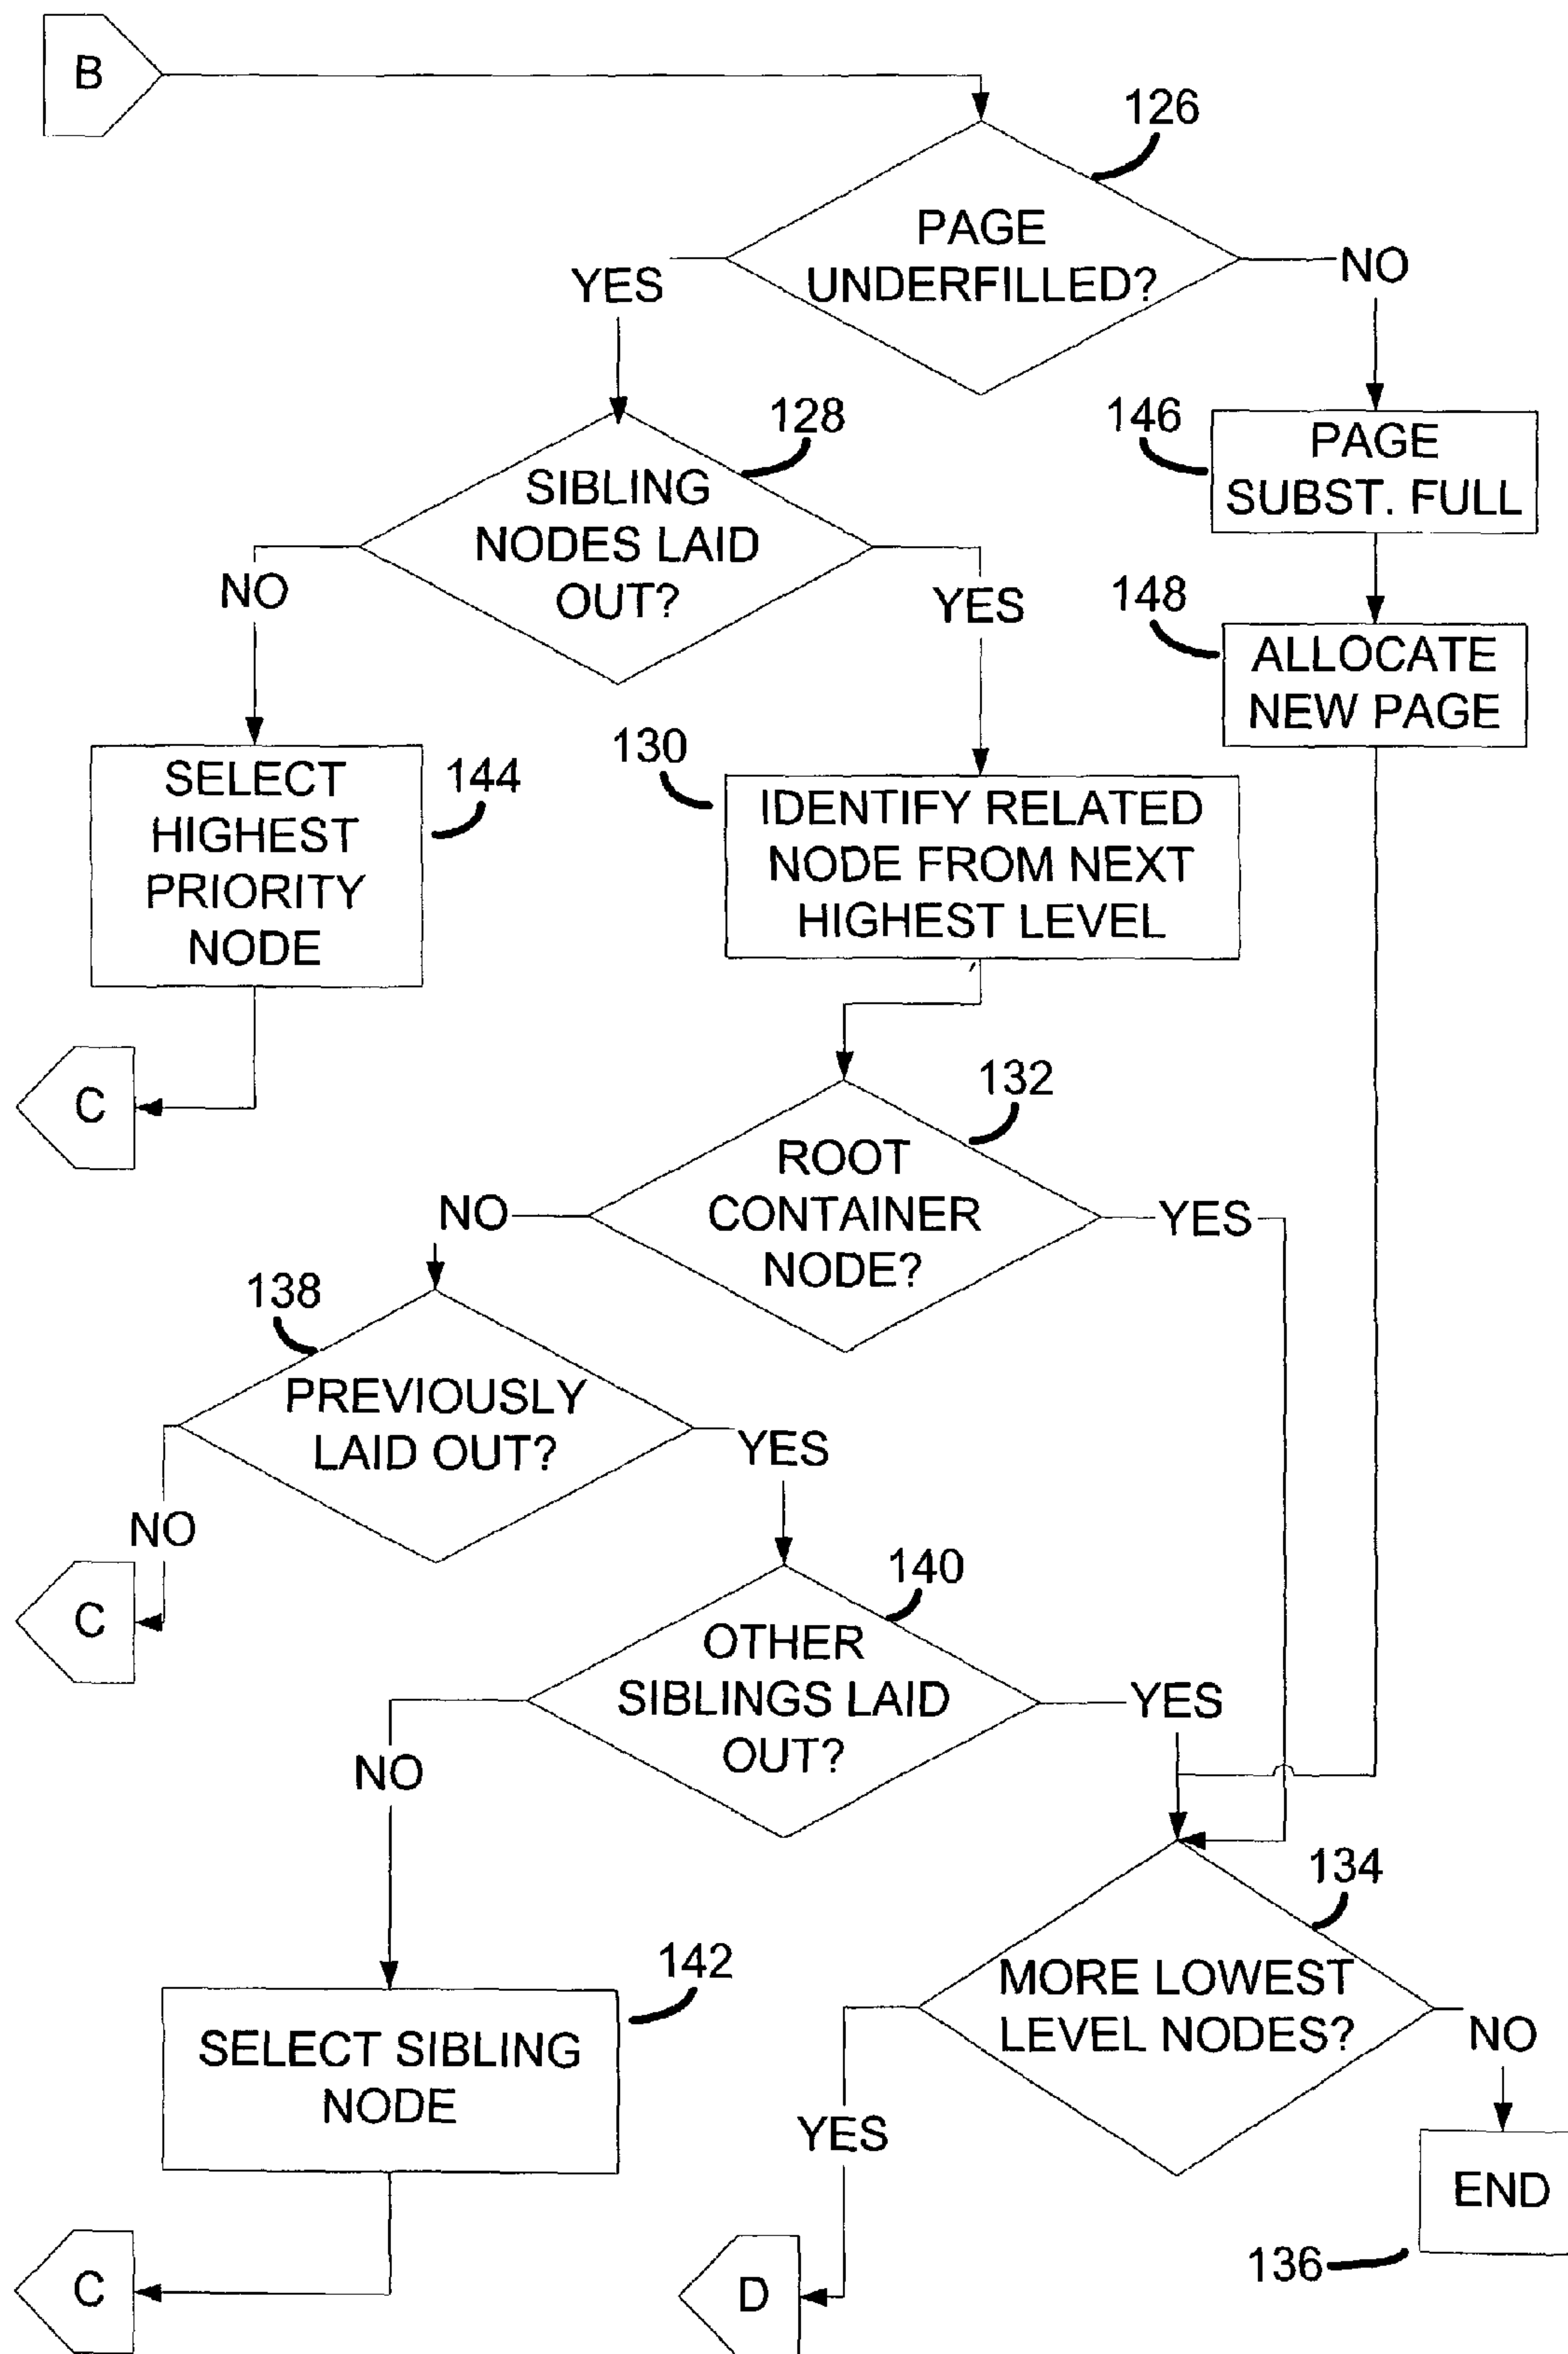 B
126
PAGE
UNDERFILLED?
YES
NO
128
SIBLING
NODES LAID
OUT?
146
PAGE
SUBST. FULL
NO
YES
148
ALLOCATE
NEW PAGE
130
IDENTIFY RELATED
NODE FROM NEXT
HIGHEST LEVEL
SELECT
HIGHEST
PRIORITY
NODE
144
C
132
ROOT
CONTAINER
NODE?
NO
YES
138
PREVIOUSLY
LAID OUT?
YES
NO
C
140
OTHER
SIBLINGS LAID
OUT?
YES
NO
134
MORE LOWEST
LEVEL NODES?
142
SELECT SIBLING
NODE
NO
YES
END
136
C
D